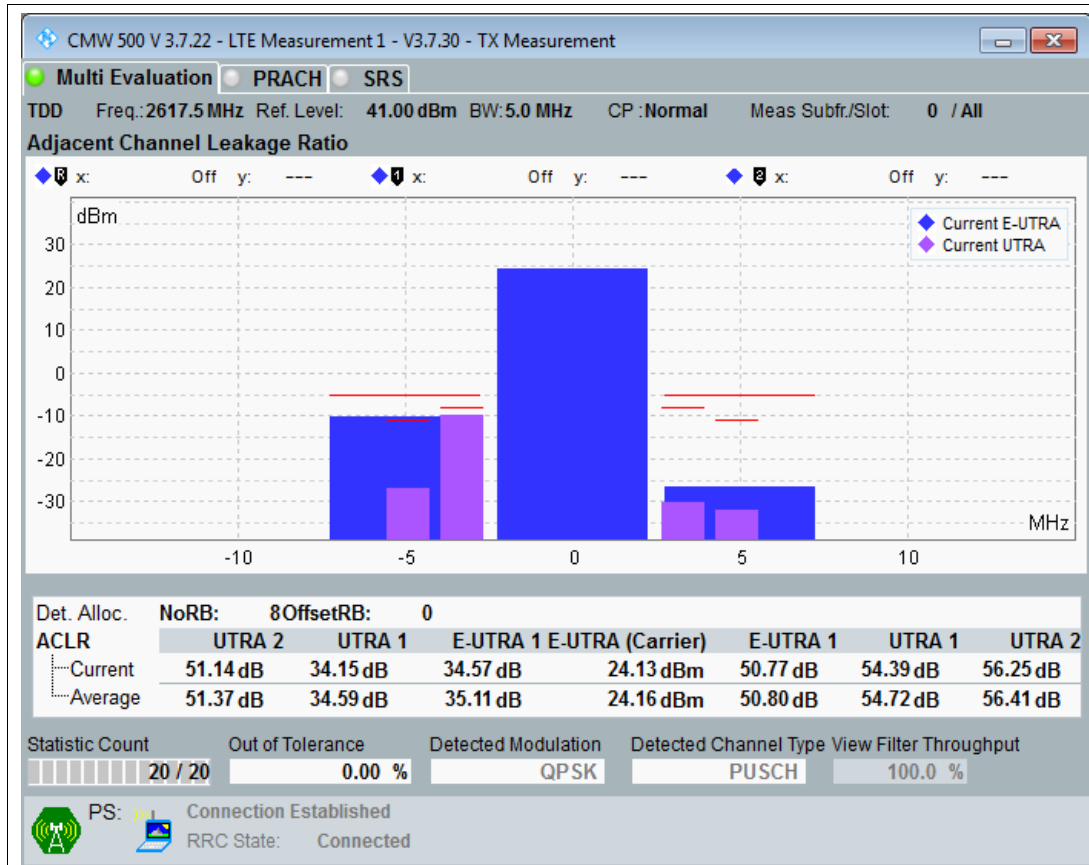 CMW 500 V 3.7.22 - LTE Measurement 1 - V3.7.30 - TX Measurement
Multi Evaluation PRACH SRS
TDD Freq.: 2617.5 MHz Ref. Level: 41.00 dBm BW: 5.0 MHz CP : Normal Meas Subfr./Slot: 0 / All
Adjacent Channel Leakage Ratio
R x: Off y: --- 1 x: Off y: --- 2 x: Off y: ---
dBm
Current E-UTRA
Current UTRA
30
20
10
0
-10
-20
-30
MHz
-10 -5 0 5 10
Det. Alloc. NoRB: 8 OffsetRB: 0
ACLR UTRA 2 UTRA 1 E-UTRA 1 E-UTRA (Carrier) E-UTRA 1 UTRA 1 UTRA 2
Current 51.14 dB 34.15 dB 34.57 dB 24.13 dBm 50.77 dB 54.39 dB 56.25 dB
Average 51.37 dB 34.59 dB 35.11 dB 24.16 dBm 50.80 dB 54.72 dB 56.41 dB
Statistic Count Out of Tolerance Detected Modulation Detected Channel Type View Filter Throughput
20 / 20 0.00 % QPSK PUSCH 100.0 %
PS: Connection Established
RRC State: Connected